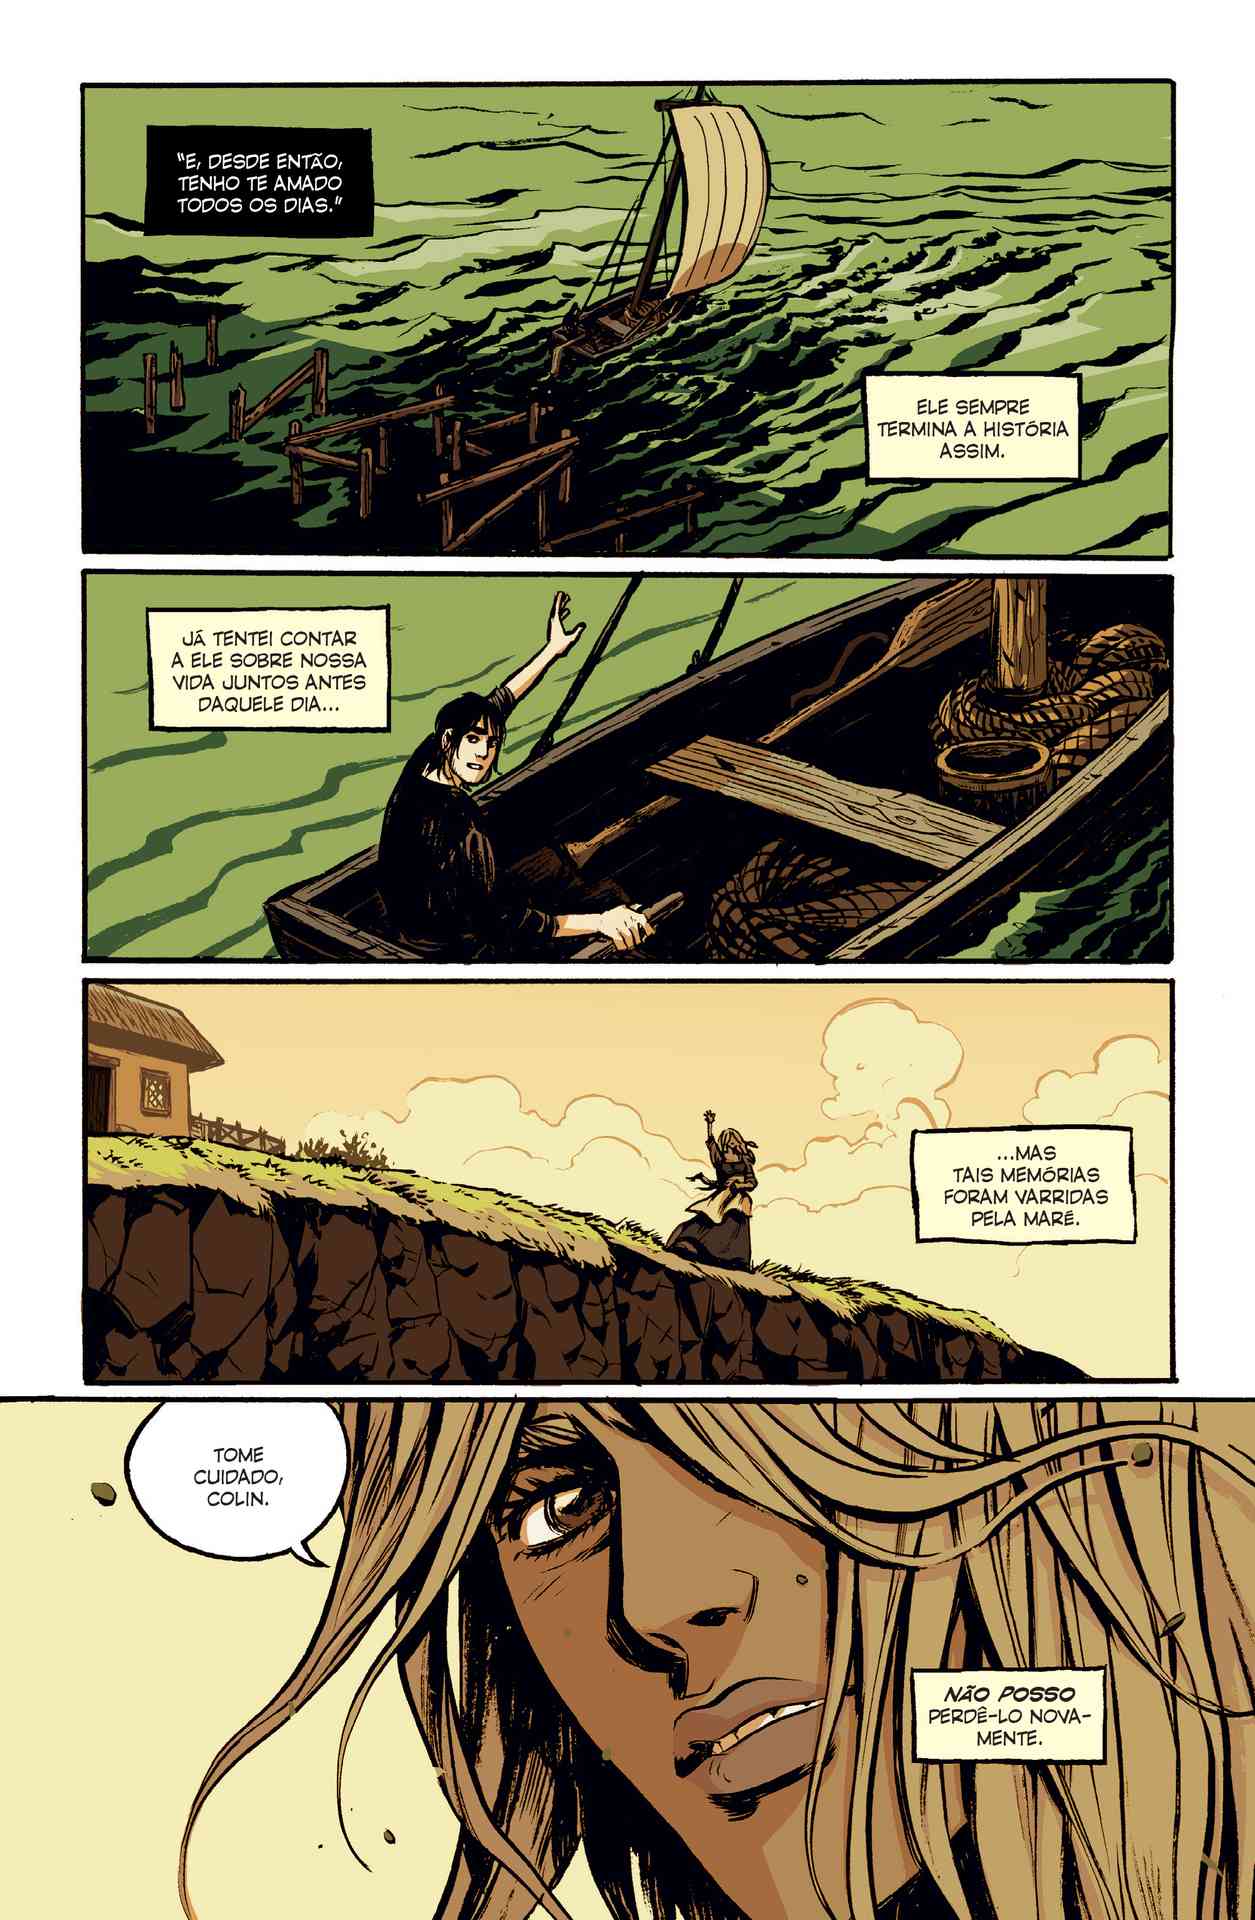 "E, DESDE ENTÃO,
TENHO TE AMADO
TODOS OS DIAS."
ELE SEMPRE
TERMINA A HISTÓRIA
ASSIM.
JÁ TENTEI CONTAR
A ELE SOBRE NOSSA
VIDA JUNTOS ANTES
DAQUELE DIA...
...MAS
TAIS MEMÓRIAS
FORAM VARRIDAS
PELA MARÉ.
TOME
CUIDADO,
COLIN.
NÃO POSSO
PERDÊ-LO NOVA-
MENTE.